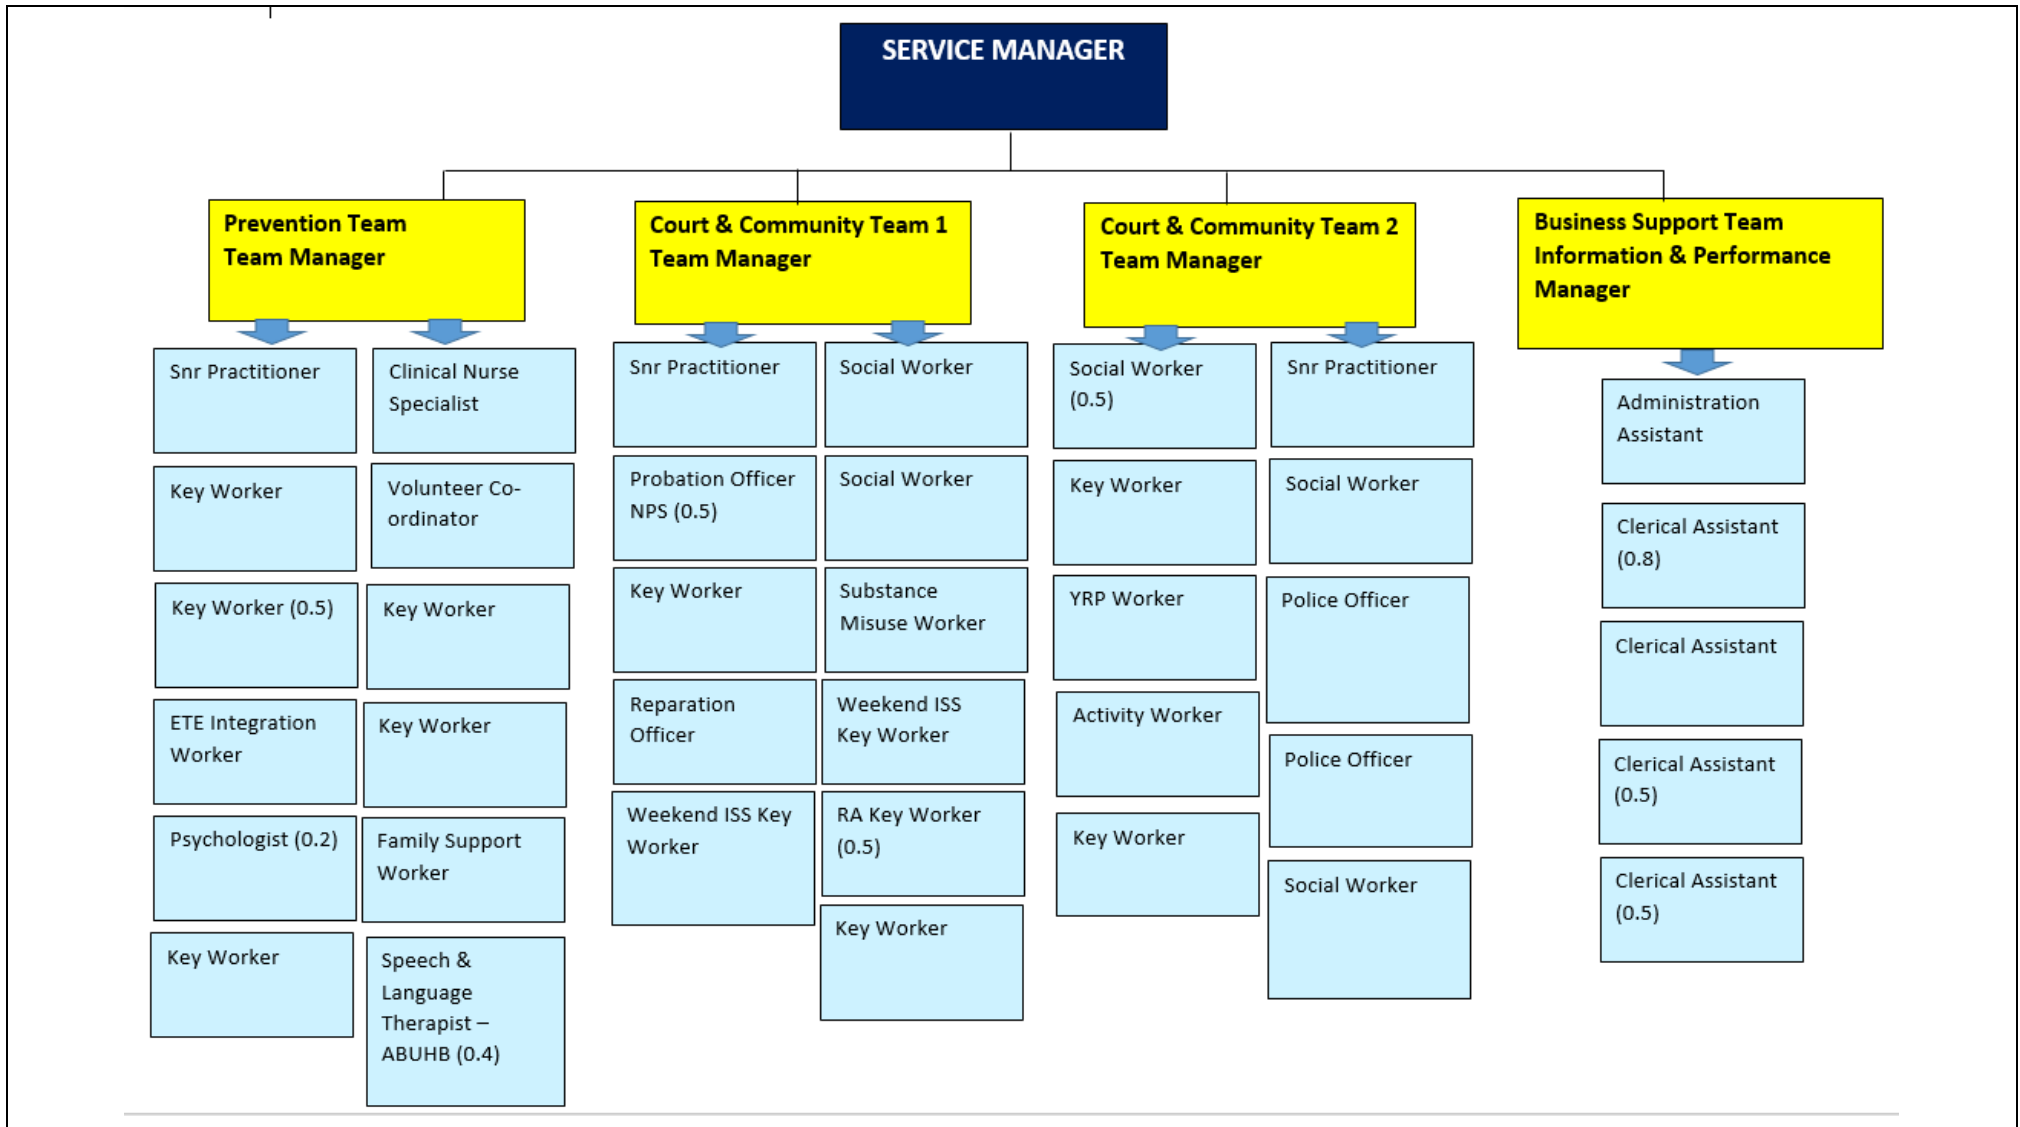 SERVICE MANAGER
Prevention Team
Team Manager
Snr Practitioner
Key Worker
Key Worker (0.5)
ETE Integration
Worker
Psychologist (0.2)
Key Worker
Clinical Nurse
Specialist
Volunteer Co-
ordinator
Key Worker
Key Worker
Family Support
Worker
Speech &
Language
Therapist –
ABUHB (0.4)
Court & Community Team 1
Team Manager
Snr Practitioner
Probation Officer
NPS (0.5)
Key Worker
Reparation
Officer
Weekend ISS Key
Worker
Social Worker
Social Worker
Substance
Misuse Worker
Weekend ISS
Key Worker
RA Key Worker
(0.5)
Key Worker
Court & Community Team 2
Team Manager
Social Worker
(0.5)
Key Worker
YRP Worker
Activity Worker
Key Worker
Snr Practitioner
Social Worker
Police Officer
Police Officer
Social Worker
Business Support Team
Information & Performance
Manager
Administration
Assistant
Clerical Assistant
(0.8)
Clerical Assistant
Clerical Assistant
(0.5)
Clerical Assistant
(0.5)